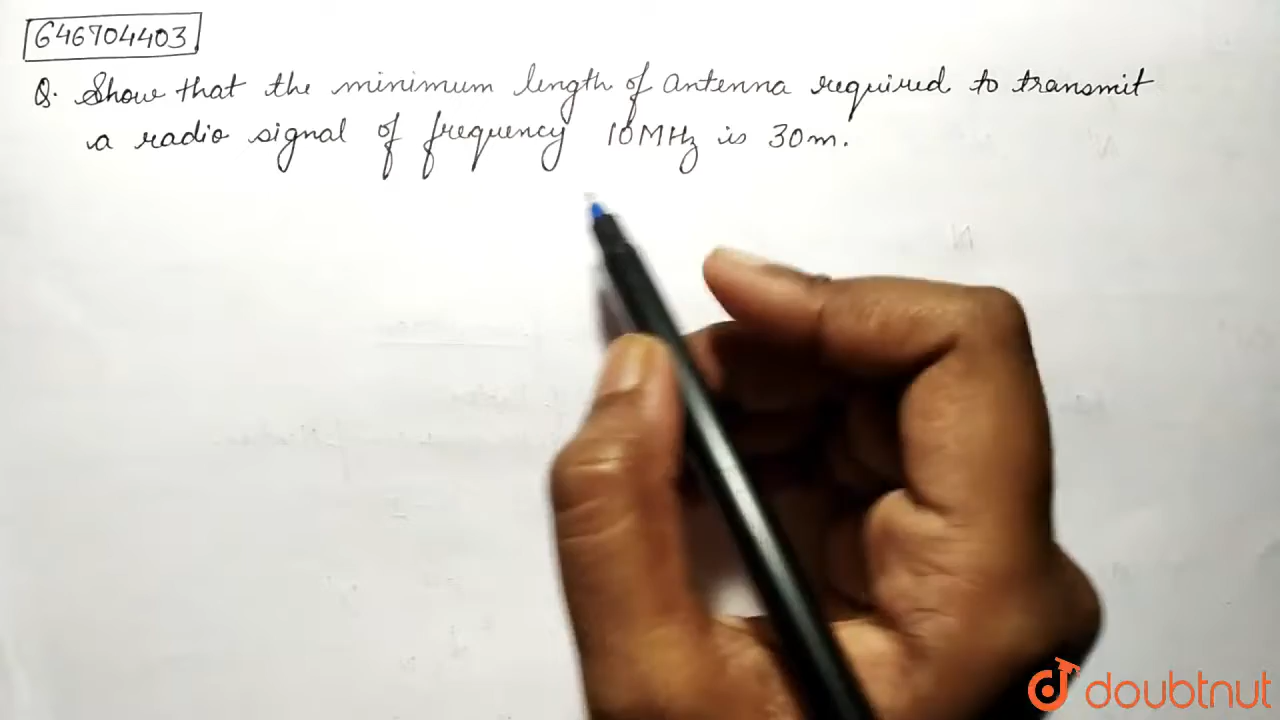 646704403
Q. Show that the minimum length of antenna required to transmit
a radio signal of frequency 10MHz is 30m.
doubtnut